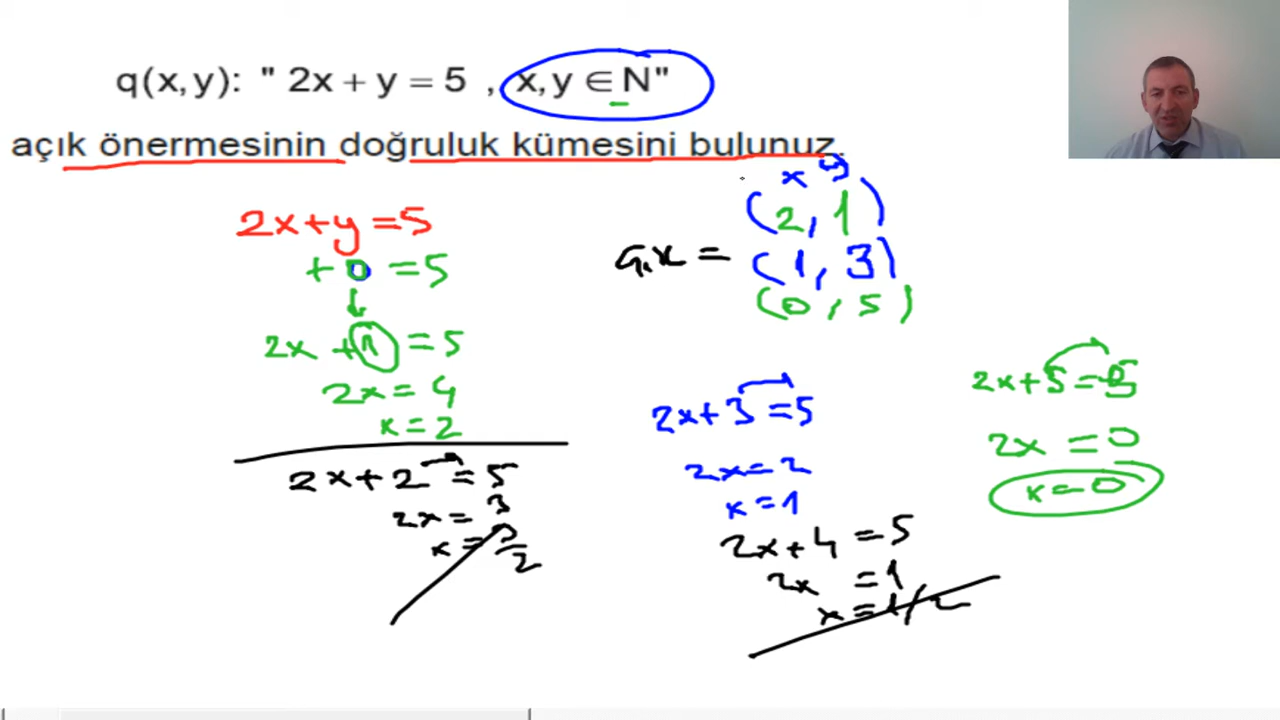 q(x,y): " 2x + y = 5 , x,y ∈ N"
açık önermesinin doğruluk kümesini bulunuz.
x y
2x+y=5
(2, 1)
+0=5
(1, 3)
(0, 5)
2x+1=5
2x=4
x=2
2x+2=5
2x=3
x=3/2
2x+3=5
2x=2
x=1
2x+4=5
2x=1
x=1/2
2x+5=5
2x=0
x=0